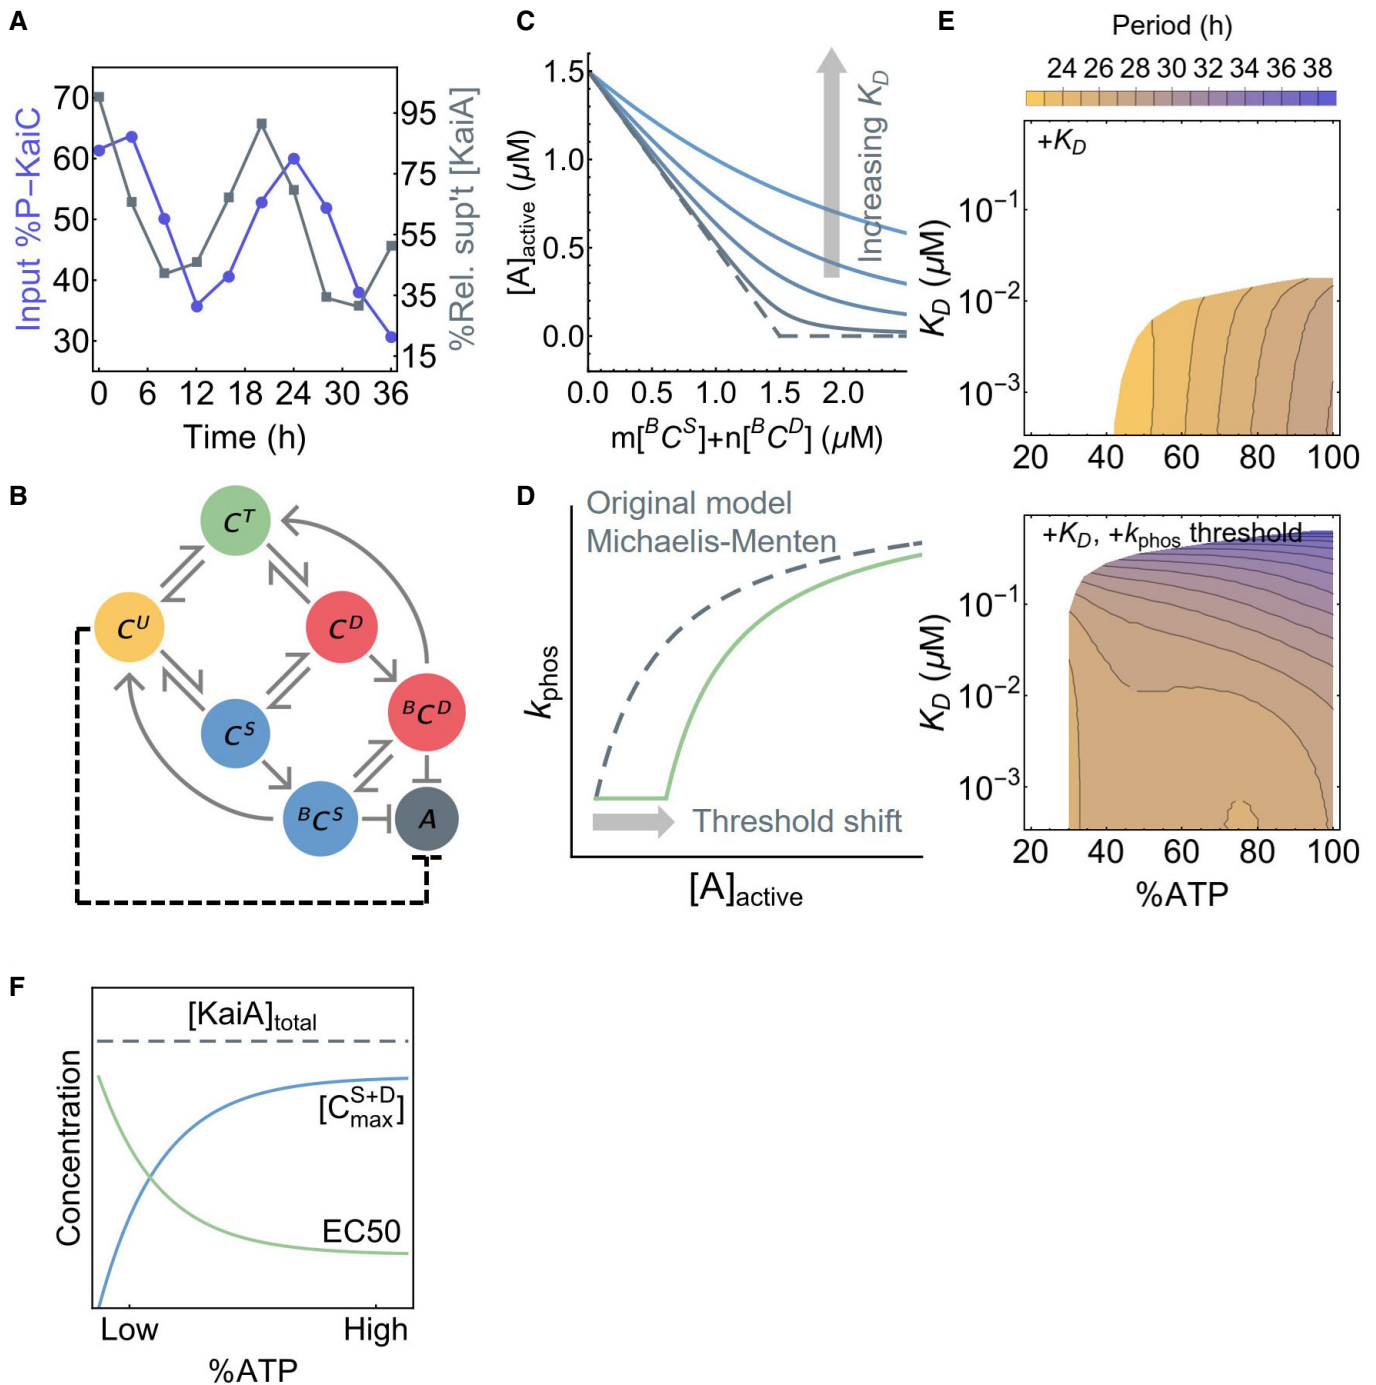 A
Input %P–KaiC
70
60
50
40
30
95
75
55
35
15
%Rel. sup't [KaiA]
0 6 12 18 24 30 36
Time (h)
B
C^T
C^U
C^D
C^S
^BC^D
^BC^S
A
C
[A]active (μM)
1.5
1.0
0.5
0.0
Increasing K_D
0.0 0.5 1.0 1.5 2.0
m[^BC^S]+n[^BC^D] (μM)
D
Original model
Michaelis-Menten
k_phos
Threshold shift
[A]active
E
Period (h)
24 26 28 30 32 34 36 38
+K_D
K_D (μM)
10^−1
10^−2
10^−3
20 40 60 80 100
+K_D, +k_phos threshold
K_D (μM)
10^−1
10^−2
10^−3
20 40 60 80 100
%ATP
F
Concentration
[KaiA]total
[C^S+D_max]
EC50
Low High
%ATP